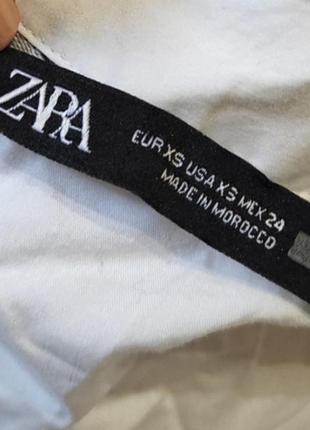 ZARA
EUR XS USA XS MEX 24
MADE IN MOROCCO